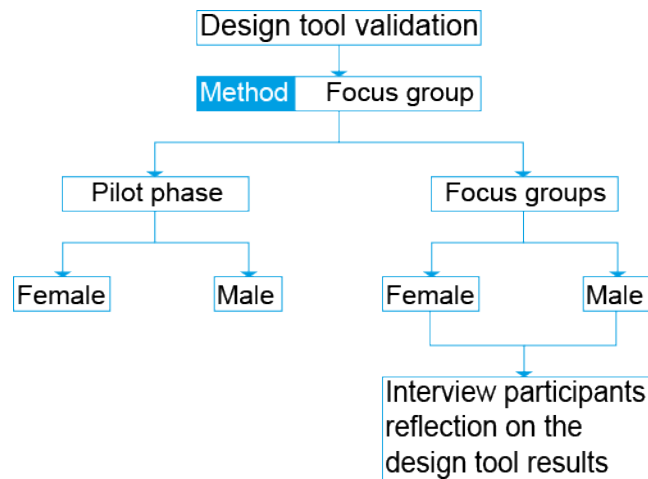 Design tool validation
Method Focus group
Pilot phase
Focus groups
Female
Male
Female
Male
Interview participants
reflection on the
design tool results